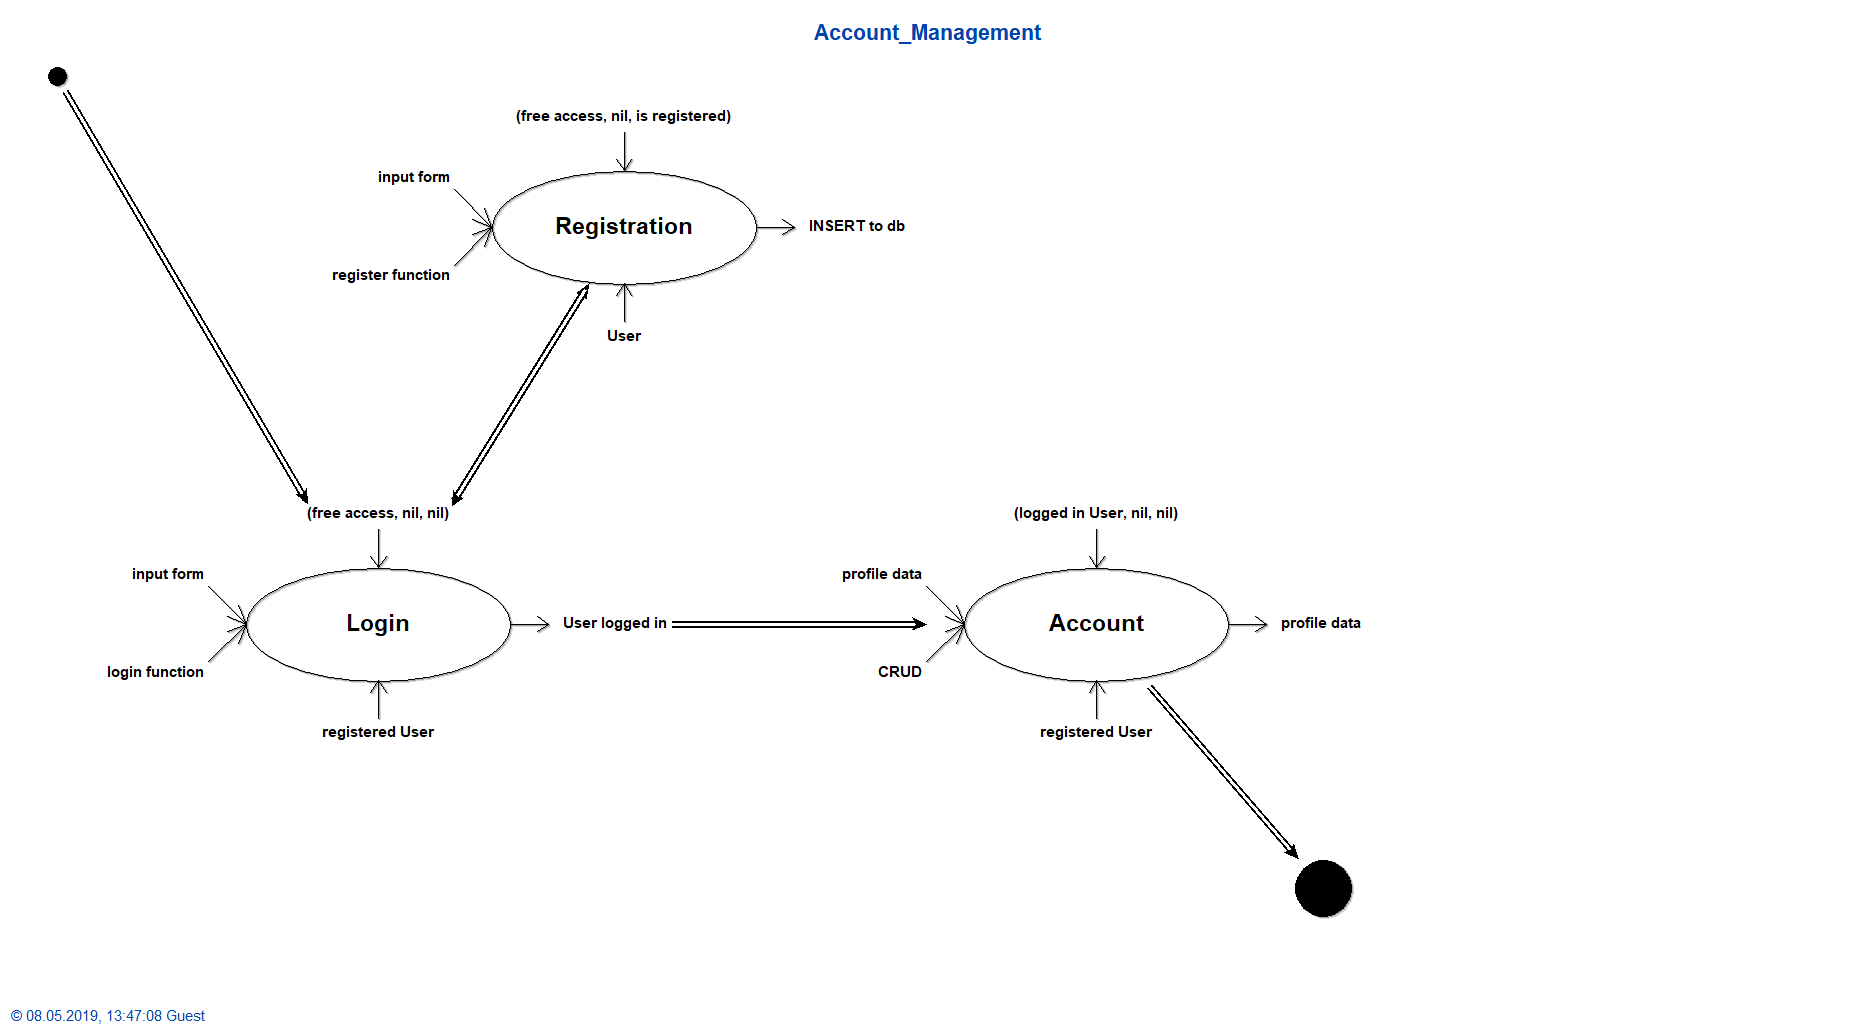 Account_Management
(free access, nil, is registered)
input form
Registration
INSERT to db
register function
User
(free access, nil, nil)
(logged in User, nil, nil)
input form
profile data
Login
User logged in
Account
profile data
login function
CRUD
registered User
registered User
© 08.05.2019, 13:47:08 Guest